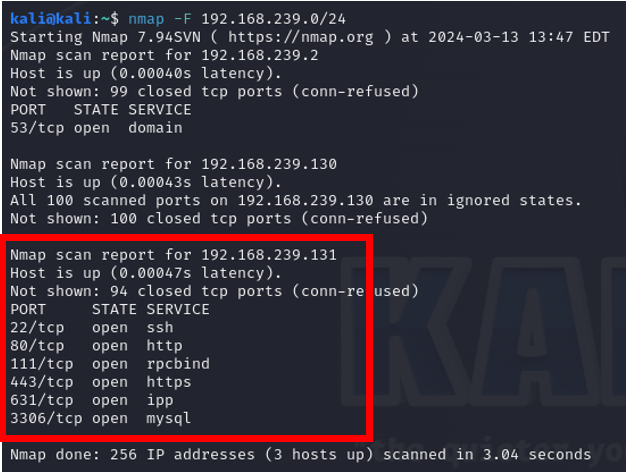 kali@kali:~$ nmap -F 192.168.239.0/24
Starting Nmap 7.94SVN ( https://nmap.org ) at 2024-03-13 13:47 EDT
Nmap scan report for 192.168.239.2
Host is up (0.00040s latency).
Not shown: 99 closed tcp ports (conn-refused)
PORT   STATE SERVICE
53/tcp open  domain

Nmap scan report for 192.168.239.130
Host is up (0.00043s latency).
All 100 scanned ports on 192.168.239.130 are in ignored states.
Not shown: 100 closed tcp ports (conn-refused)

Nmap scan report for 192.168.239.131
Host is up (0.00047s latency).
Not shown: 94 closed tcp ports (conn-refused)
PORT     STATE SERVICE
22/tcp   open  ssh
80/tcp   open  http
111/tcp  open  rpcbind
443/tcp  open  https
631/tcp  open  ipp
3306/tcp open  mysql

Nmap done: 256 IP addresses (3 hosts up) scanned in 3.04 seconds